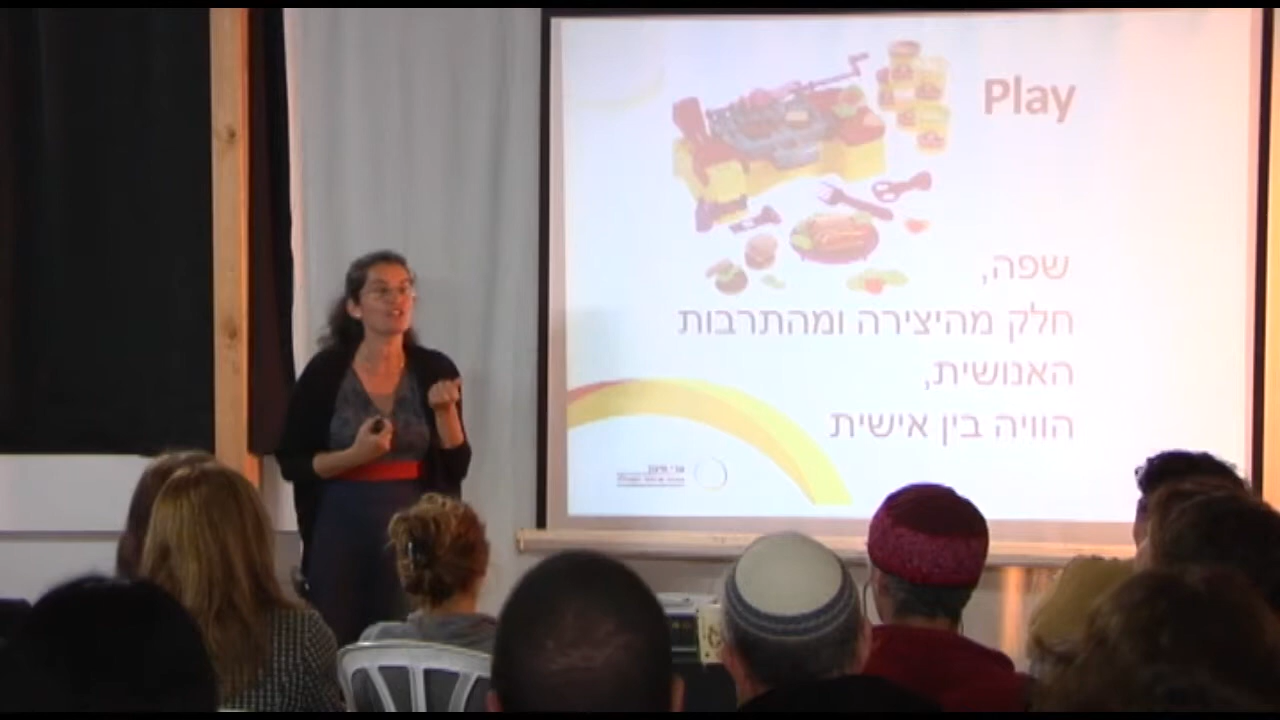 Play
שפה,
חלק מהיצירה ומהתרבות
האנושית,
הוויה בין אישית